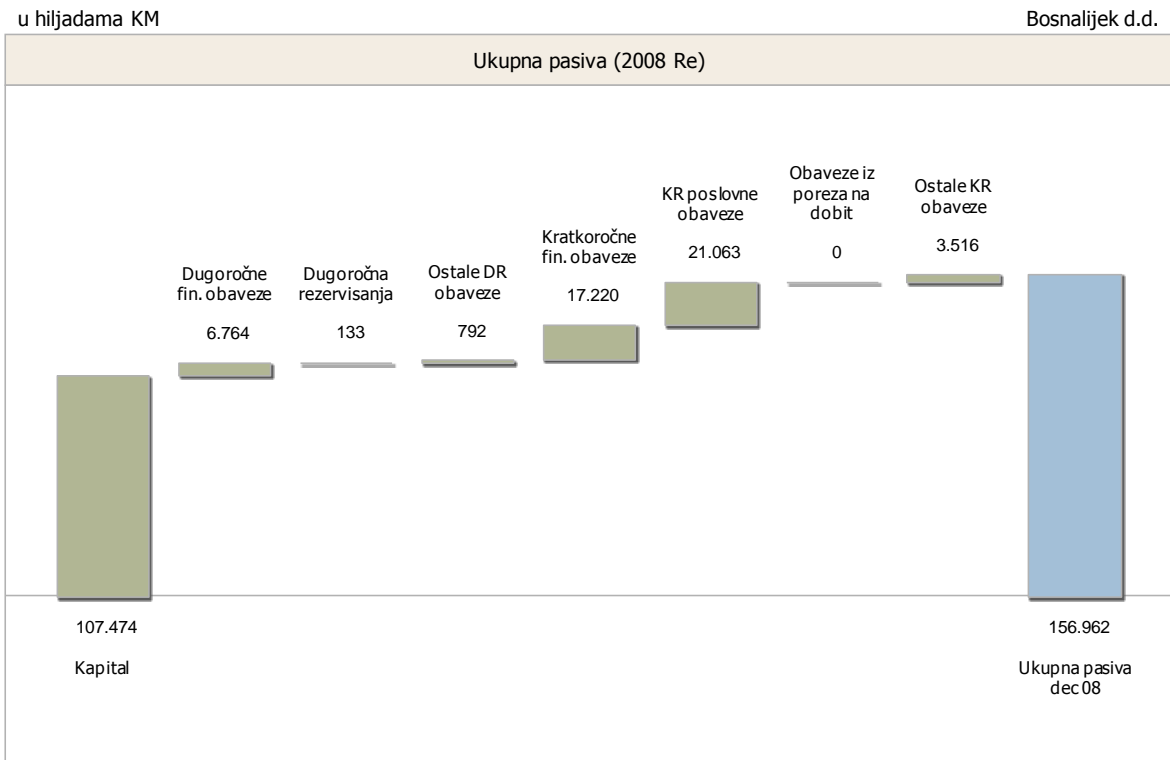 u hiljadama KM
Bosnalijek d.d.
Ukupna pasiva (2008 Re)
Dugoročne
fin. obaveze
6.764
Dugoročna
rezervisanja
133
Ostale DR
obaveze
792
Kratkoročne
fin. obaveze
17.220
KR poslovne
obaveze
21.063
Obaveze iz
poreza na
dobit
0
Ostale KR
obaveze
3.516
107.474
Kapital
156.962
Ukupna pasiva
dec 08